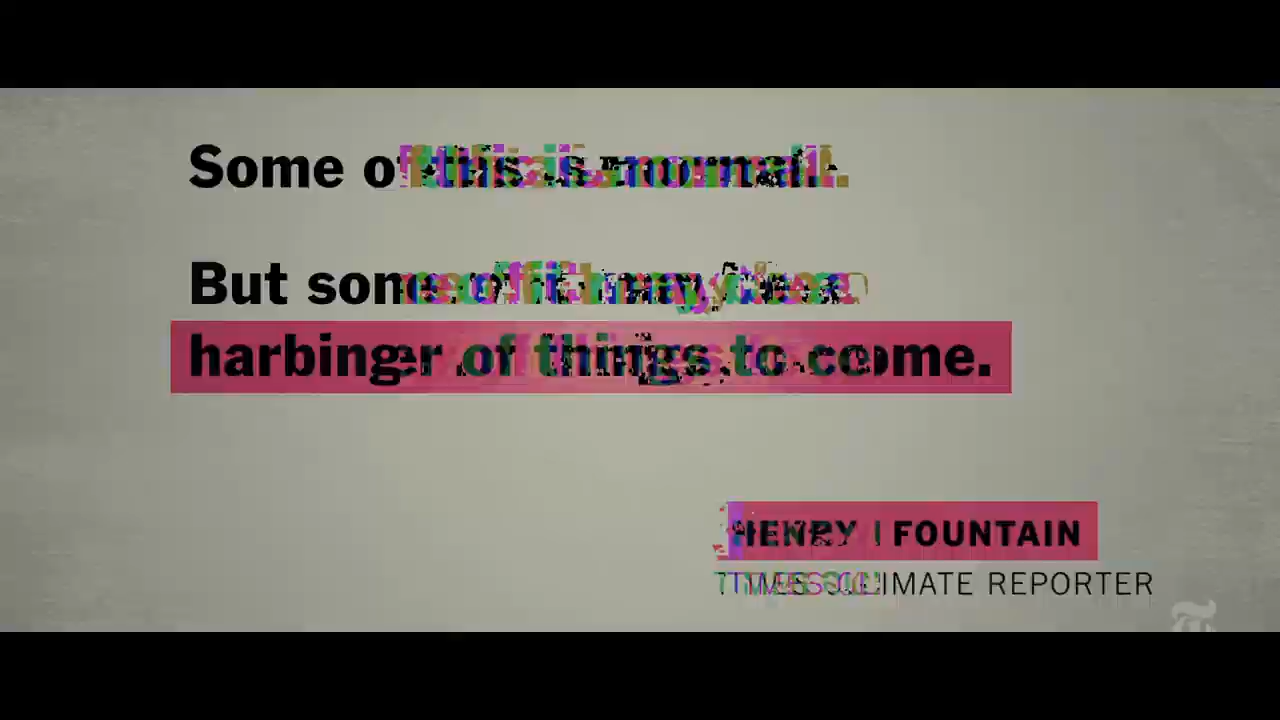 Some of this is normal.
But some of it may be a
harbinger of things to come.
HENRY FOUNTAIN
TIMES CLIMATE REPORTER